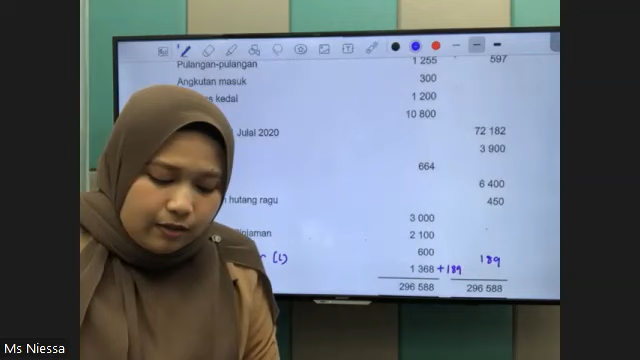 Pulangan-pulangan 1 255 597
Angkutan masuk 300
kedai 1 200
10 800
Julai 2020 72 182
3 900
664
6 400
hutang ragu 450
3 000
pinjaman 2 100
600
(L) 189
1 368 +189
296 588 296 588
Ms Niessa